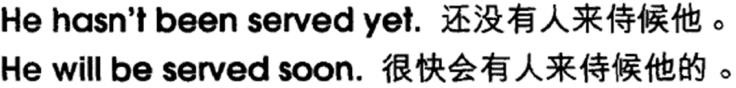 He hasn't been served yet. 还没有人来侍候他。
He will be served soon. 很快会有人来侍候他的。